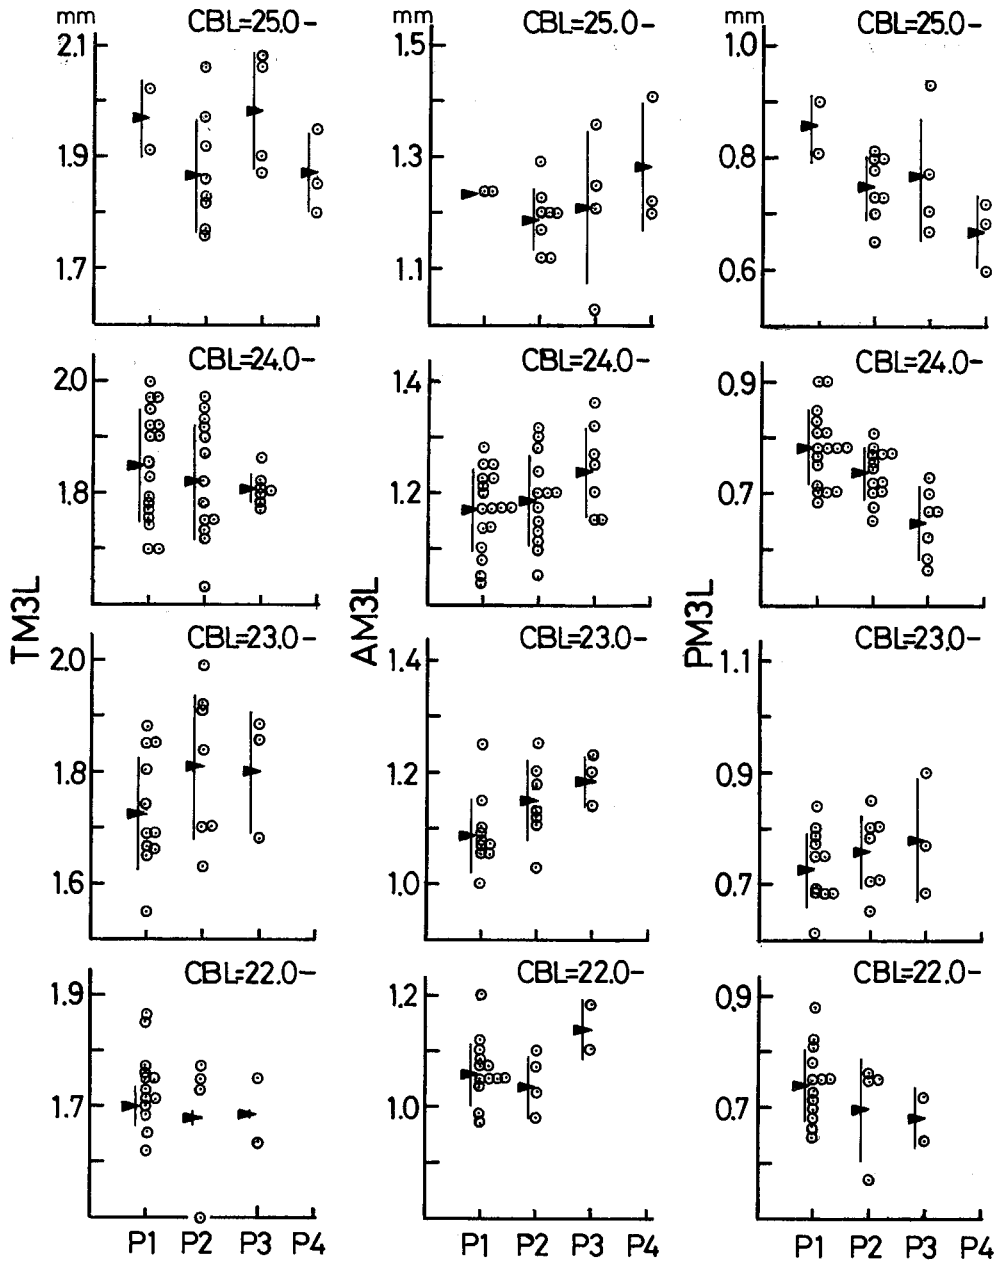 mm CBL=25.0- mm CBL=25.0- mm CBL=25.0-
2.1 1.5 1.0
1.9 1.3 0.8
1.7 1.1 0.6
CBL=24.0- CBL=24.0- CBL=24.0-
2.0 1.4 0.9
1.8 1.2 0.7
TM3L AM3L PM3L
CBL=23.0- CBL=23.0- CBL=23.0-
2.0 1.4 1.1
1.8 1.2 0.9
1.6 1.0 0.7
CBL=22.0- CBL=22.0- CBL=22.0-
1.9 1.2 0.9
1.7 1.0 0.7
P1 P2 P3 P4 P1 P2 P3 P4 P1 P2 P3 P4